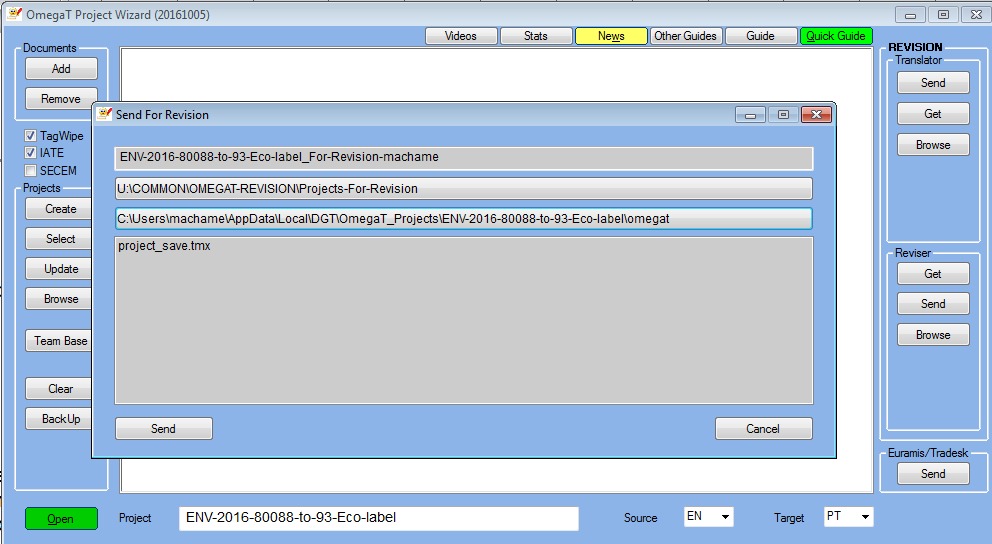 OmegaT Project Wizard (20161005)
Videos Stats News Other Guides Guide Quick Guide
Documents
Add
Remove
TagWipe
IATE
SECEM
Projects
Create
Select
Update
Browse
Team Base
Clear
BackUp
Send For Revision
ENV-2016-80088-to-93-Eco-label_For-Revision-machame
U:\COMMON\OMEGAT-REVISION\Projects-For-Revision
C:\Users\machame\AppData\Local\DGT\OmegaT_Projects\ENV-2016-80088-to-93-Eco-label\omegat
project_save.tmx
Send Cancel
REVISION
Translator
Send
Get
Browse
Reviser
Get
Send
Browse
Euramis/Tradesk
Send
Open Project ENV-2016-80088-to-93-Eco-label Source EN Target PT